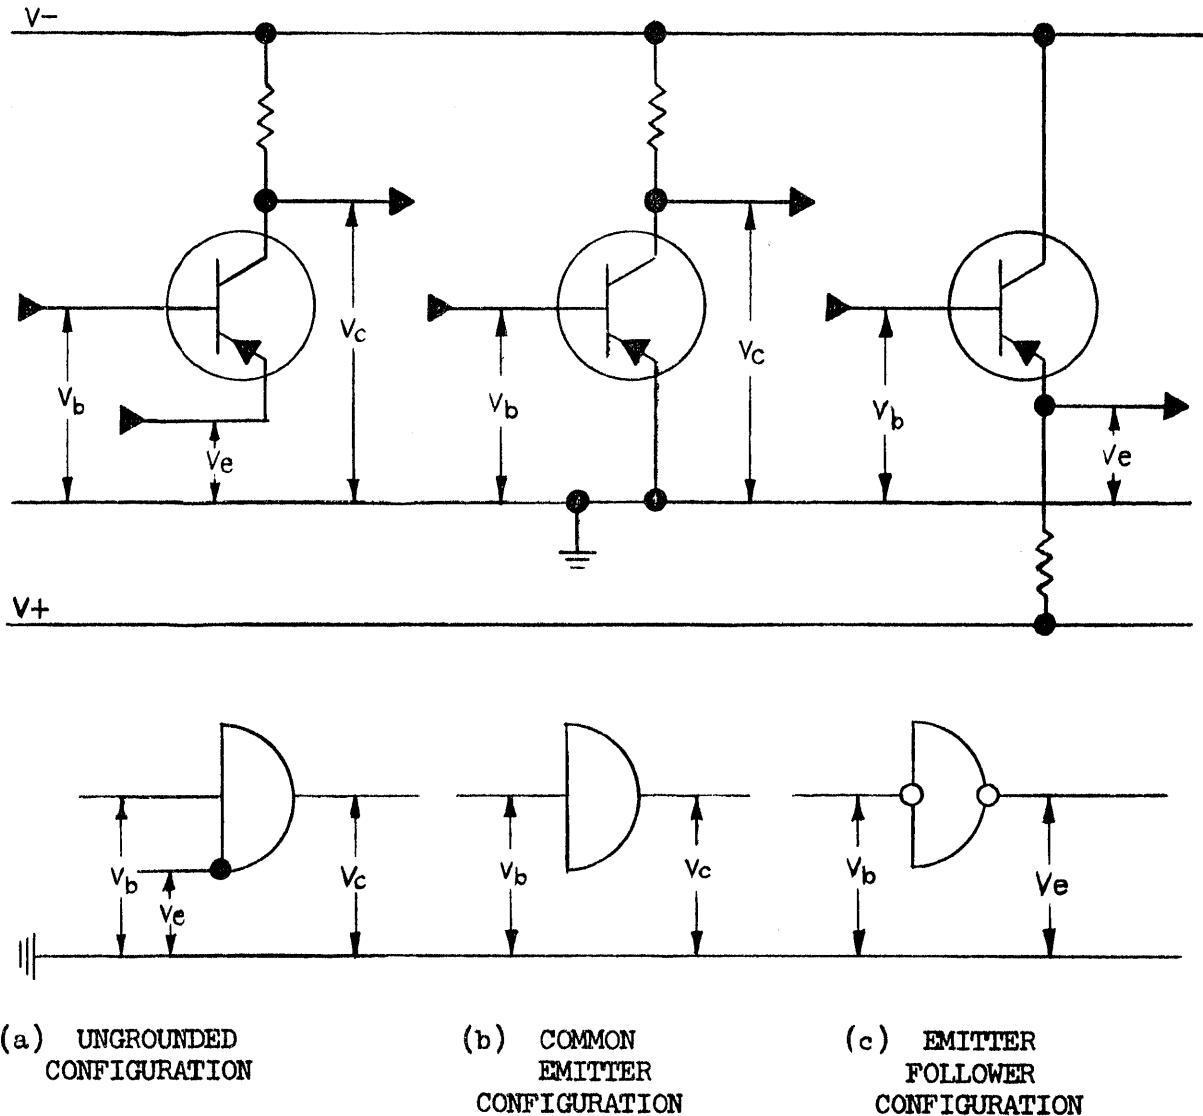 V−
Vb
Ve
Vc
Vb
Vc
Vb
Ve
V+
Vb
Ve
Vc
Vb
Vc
Vb
Ve
(a) UNGROUNDED
CONFIGURATION
(b) COMMON
EMITTER
CONFIGURATION
(c) EMITTER
FOLLOWER
CONFIGURATION